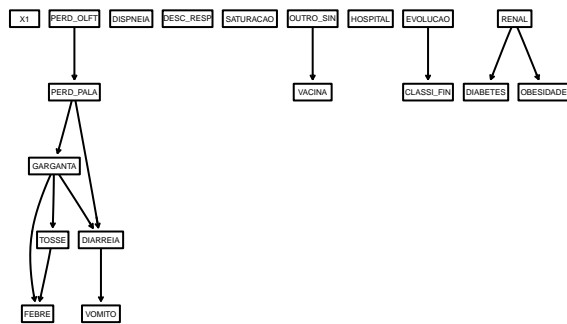 X1
PERD_OLFT
DISPNEIA
DESC_RESP
SATURACAO
OUTRO_SIN
HOSPITAL
EVOLUCAO
RENAL
PERD_PALA
VACINA
CLASSI_FIN
DIABETES
OBESIDADE
GARGANTA
TOSSE
DIARREIA
FEBRE
VOMITO